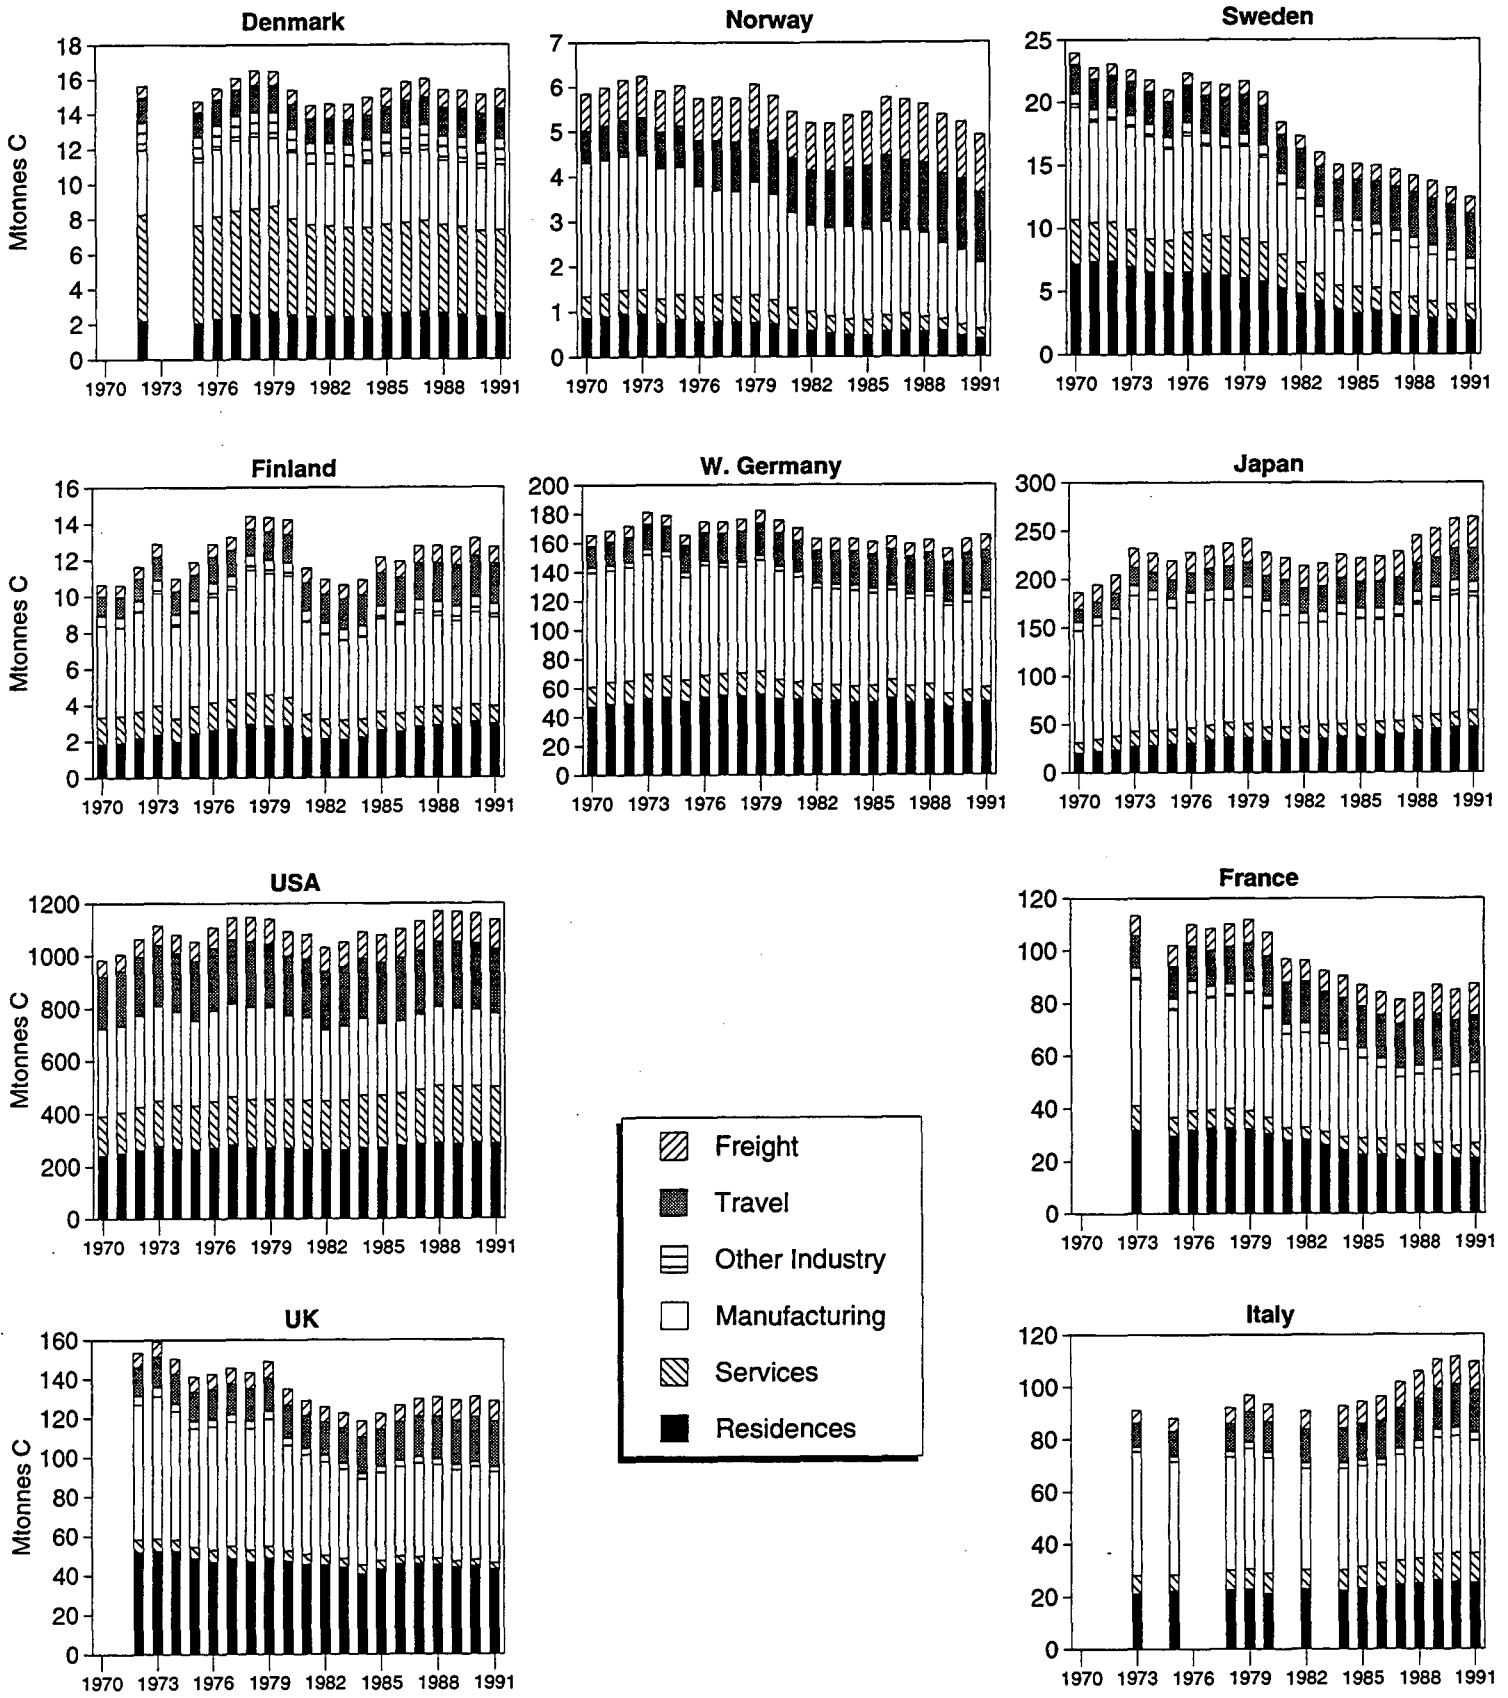 Denmark
Mtonnes C
18
16
14
12
10
8
6
4
2
0
1970 1973 1976 1979 1982 1985 1988 1991
Norway
7
6
5
4
3
2
1
0
1970 1973 1976 1979 1982 1985 1988 1991
Sweden
25
20
15
10
5
0
1970 1973 1976 1979 1982 1985 1988 1991
Finland
Mtonnes C
16
14
12
10
8
6
4
2
0
1970 1973 1976 1979 1982 1985 1988 1991
W. Germany
200
180
160
140
120
100
80
60
40
20
0
1970 1973 1976 1979 1982 1985 1988 1991
Japan
300
250
200
150
100
50
0
1970 1973 1976 1979 1982 1985 1988 1991
USA
Mtonnes C
1200
1000
800
600
400
200
0
1970 1973 1976 1979 1982 1985 1988 1991
France
120
100
80
60
40
20
0
1970 1973 1976 1979 1982 1985 1988 1991
Freight
Travel
Other Industry
Manufacturing
Services
Residences
UK
Mtonnes C
160
140
120
100
80
60
40
20
0
1970 1973 1976 1979 1982 1985 1988 1991
Italy
120
100
80
60
40
20
0
1970 1973 1976 1979 1982 1985 1988 1991